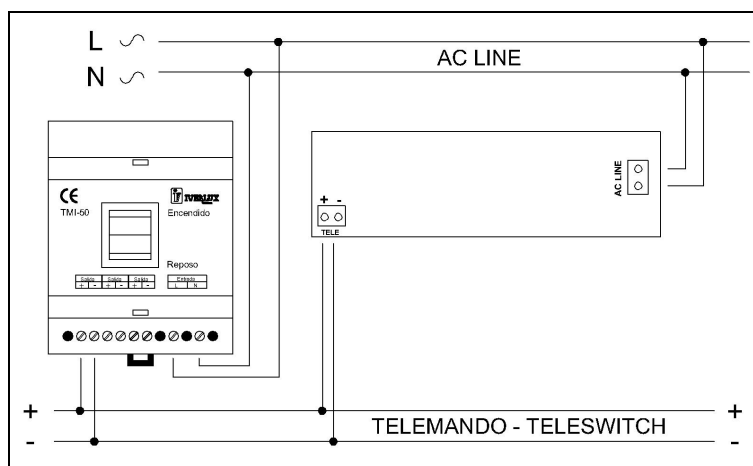 L
AC LINE
N
CE
IVERLUX
TMI-50
Encendido
Reposo
Salida Salida Salida Entrada
+ - + - + - L N
AC LINE
+ -
TELE
+ TELEMANDO - TELESWITCH +
- -